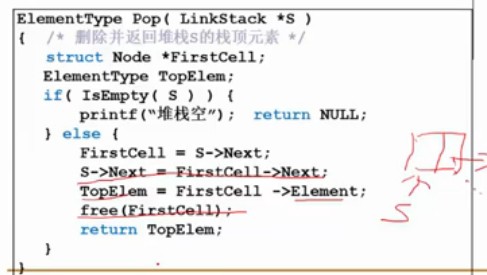 ElementType Pop( LinkStack *S )
{  /* 删除并返回堆栈S的栈顶元素 */
struct Node *FirstCell;
ElementType TopElem;
if( IsEmpty( S ) ) {
printf(“堆栈空”);  return NULL;
} else {
FirstCell = S->Next;
S->Next = FirstCell->Next;
TopElem = FirstCell ->Element;
free(FirstCell);
return TopElem;
}
}
S